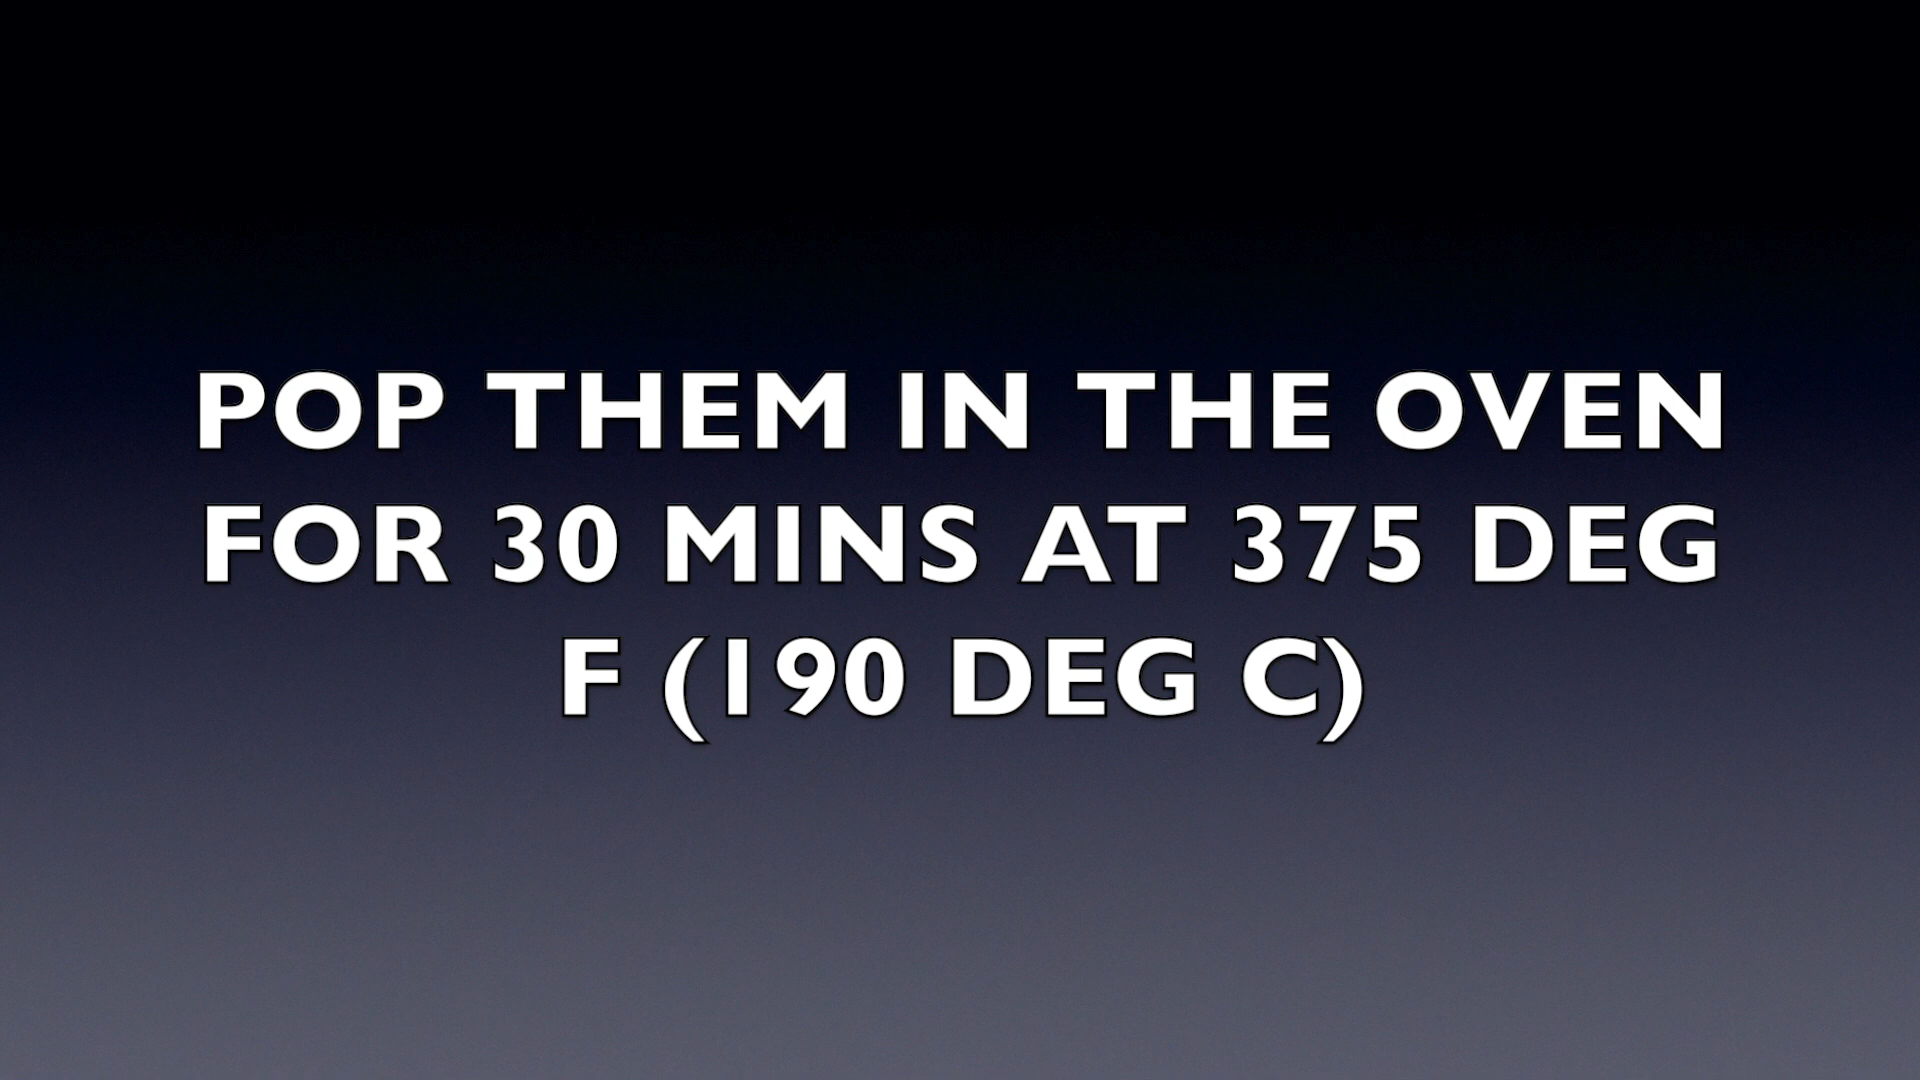 POP THEM IN THE OVEN
FOR 30 MINS AT 375 DEG
F (190 DEG C)